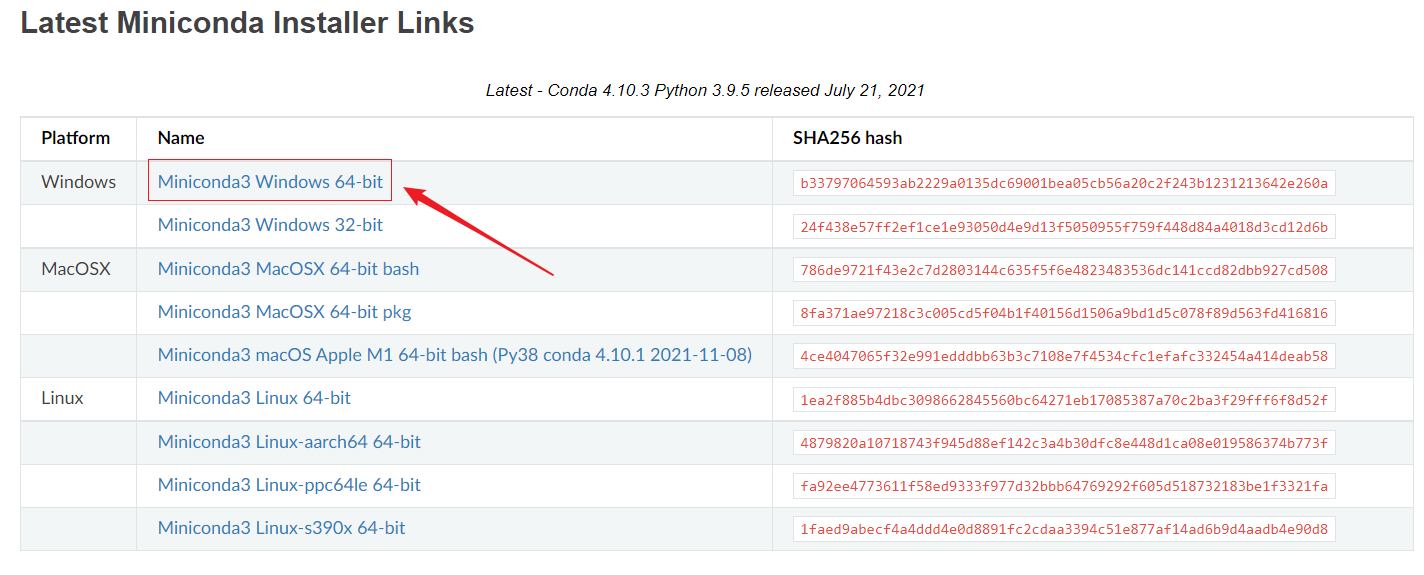 Latest Miniconda Installer Links
Latest - Conda 4.10.3 Python 3.9.5 released July 21, 2021
Platform Name SHA256 hash
Windows Miniconda3 Windows 64-bit b33797064593ab2229a0135dc69001bea05cb56a20c2f243b1231213642e260a
Miniconda3 Windows 32-bit 24f438e57ff2ef1ce1e93050d4e9d13f5050955f759f448d84a4018d3cd12d6b
MacOSX Miniconda3 MacOSX 64-bit bash 786de9721f43e2c7d2803144c635f5f6e4823483536dc141ccd82dbb927cd508
Miniconda3 MacOSX 64-bit pkg 8fa371ae97218c3c005cd5f04b1f40156d1506a9bd1d5c078f89d563fd416816
Miniconda3 macOS Apple M1 64-bit bash (Py38 conda 4.10.1 2021-11-08) 4ce4047065f32e991edddbb63b3c7108e7f4534cfc1efafc332454a414deab58
Linux Miniconda3 Linux 64-bit 1ea2f885b4dbc3098662845560bc64271eb17085387a70c2ba3f29fff6f8d52f
Miniconda3 Linux-aarch64 64-bit 4879820a10718743f945d88ef142c3a4b30dfc8e448d1ca08e019586374b773f
Miniconda3 Linux-ppc64le 64-bit fa92ee4773611f58ed9333f977d32bbb64769292f605d518732183be1f3321fa
Miniconda3 Linux-s390x 64-bit 1faed9abecf4a4ddd4e0d8891fc2cdaa3394c51e877af14ad6b9d4aadb4e90d8